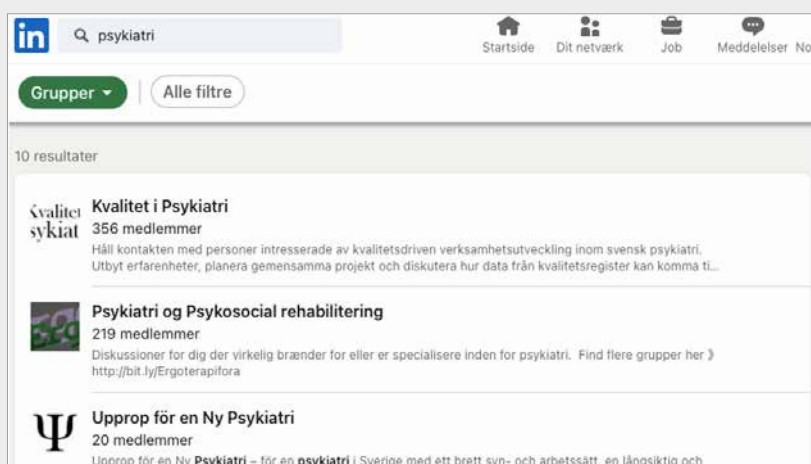 in
psykiatri
Startside Dit netværk Job Meddelelser No
Grupper Alle filtre
10 resultater
Kvalitet i Psykiatri
356 medlemmer
Håll kontakten med personer intresserade av kvalitetsdriven verksamhetsutveckling inom svensk psykiatri.
Utbyt erfarenheter, planera gemensamma projekt och diskutera hur data från kvalitetsregister kan komma ti...
Psykiatri og Psykosocial rehabilitering
219 medlemmer
Diskussioner for dig der virkelig brænder for eller er specialisere inden for psykiatri. Find flere grupper her 》
http://bit.ly/Ergoterapifora
Ψ
Upprop för en Ny Psykiatri
20 medlemmer
Upprop för en Ny Psykiatri – för en psykiatri i Sverige med ett brett syn- och arbetssätt, en långsiktig och